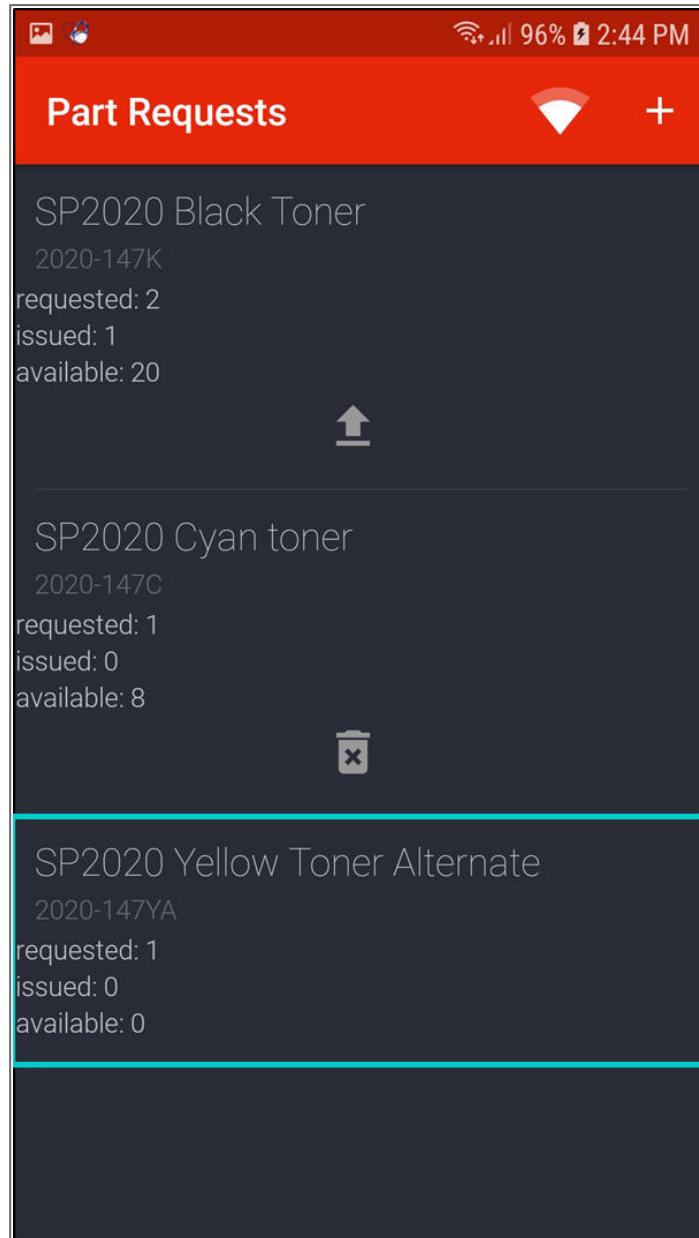 96% 2:44 PM
Part Requests
SP2020 Black Toner
2020-147K
requested: 2
issued: 1
available: 20
SP2020 Cyan toner
2020-147C
requested: 1
issued: 0
available: 8
SP2020 Yellow Toner Alternate
2020-147YA
requested: 1
issued: 0
available: 0